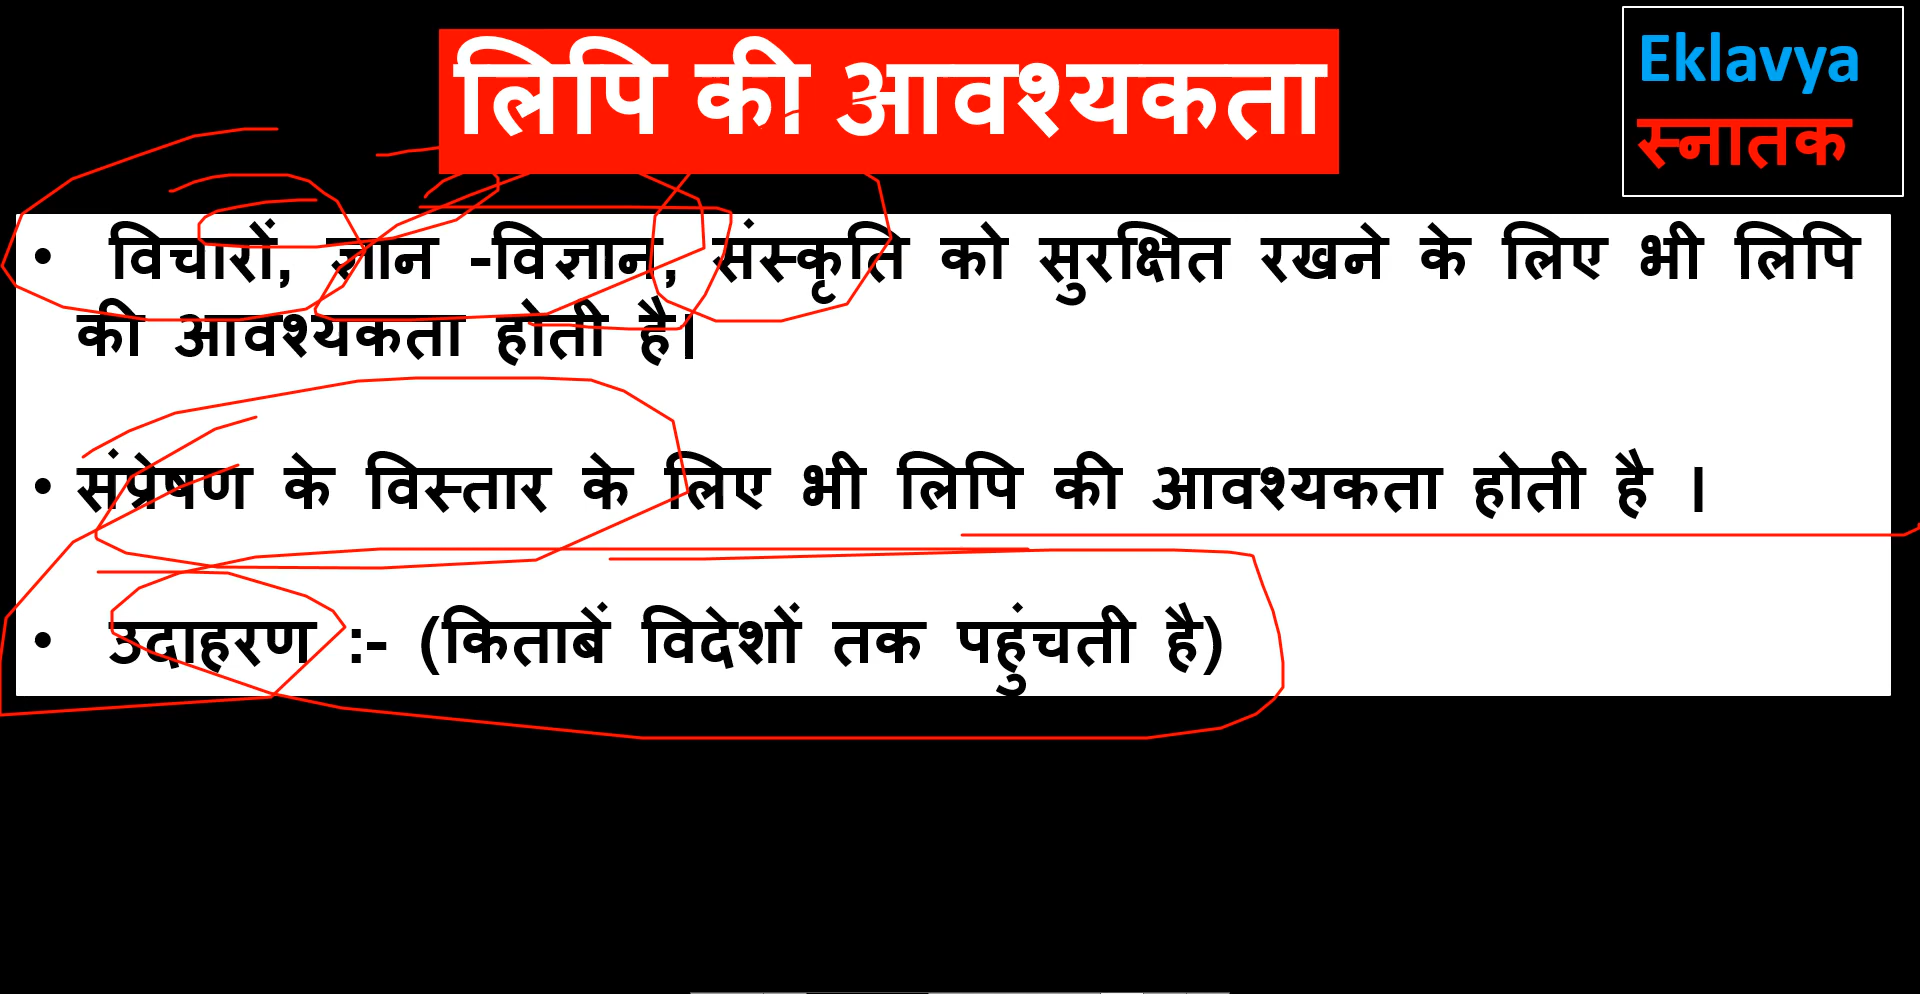 लिपि की आवश्यकता
Eklavya
स्नातक
• विचारों, ज्ञान -विज्ञान, संस्कृति को सुरक्षित रखने के लिए भी लिपि
की आवश्यकता होती है।
• संप्रेषण के विस्तार के लिए भी लिपि की आवश्यकता होती है ।
• उदाहरण :- (किताबें विदेशों तक पहुंचती है)